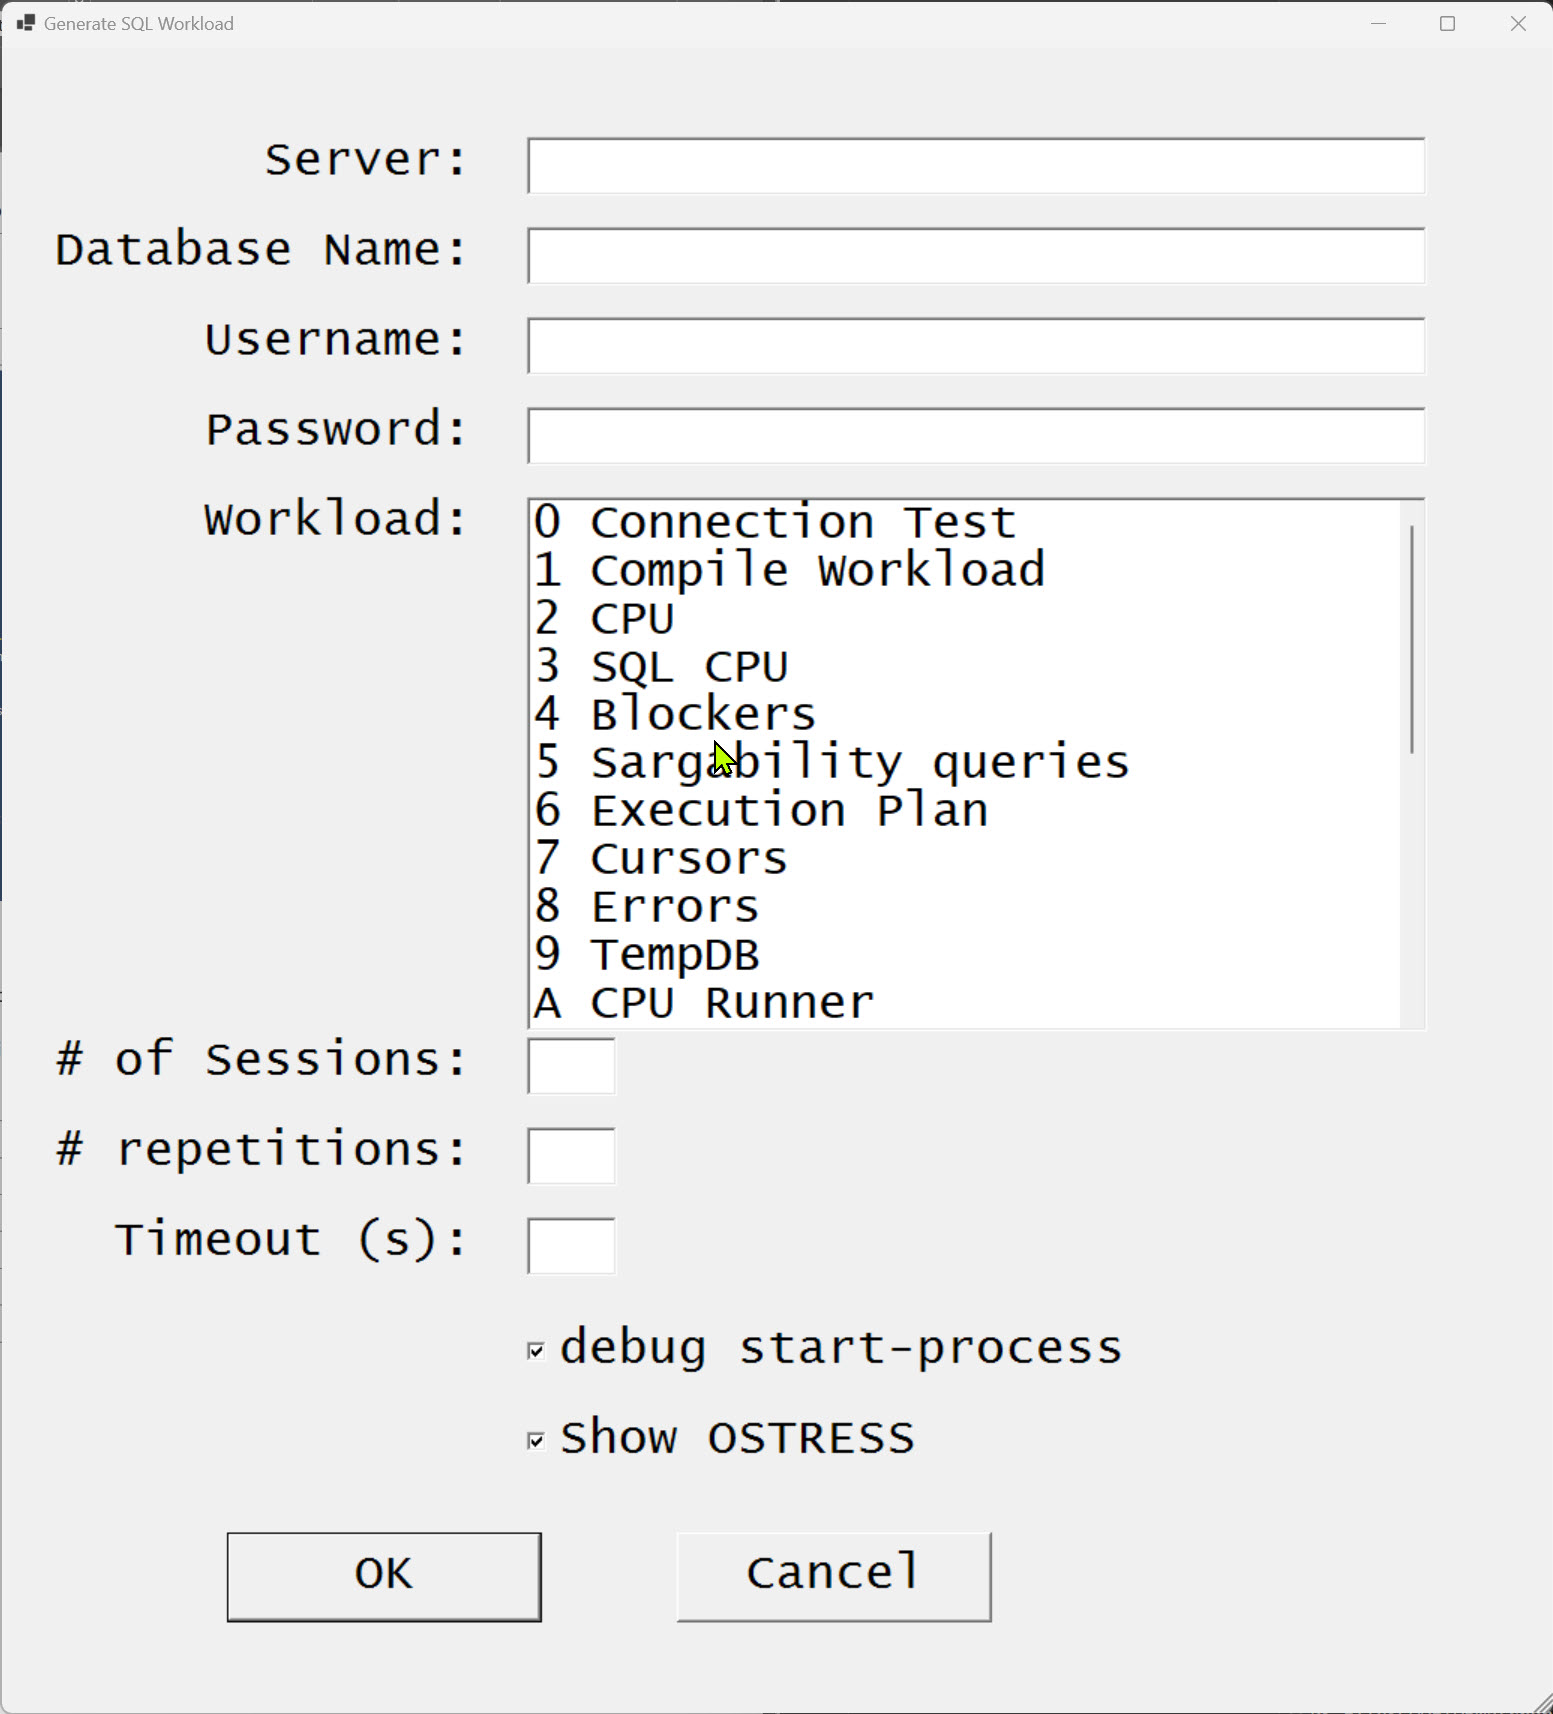 Generate SQL Workload
Server:
Database Name:
Username:
Password:
Workload:
0 Connection Test
1 Compile Workload
2 CPU
3 SQL CPU
4 Blockers
5 Sargability queries
6 Execution Plan
7 Cursors
8 Errors
9 TempDB
A CPU Runner
# of Sessions:
# repetitions:
Timeout (s):
debug start-process
Show OSTRESS
OK Cancel